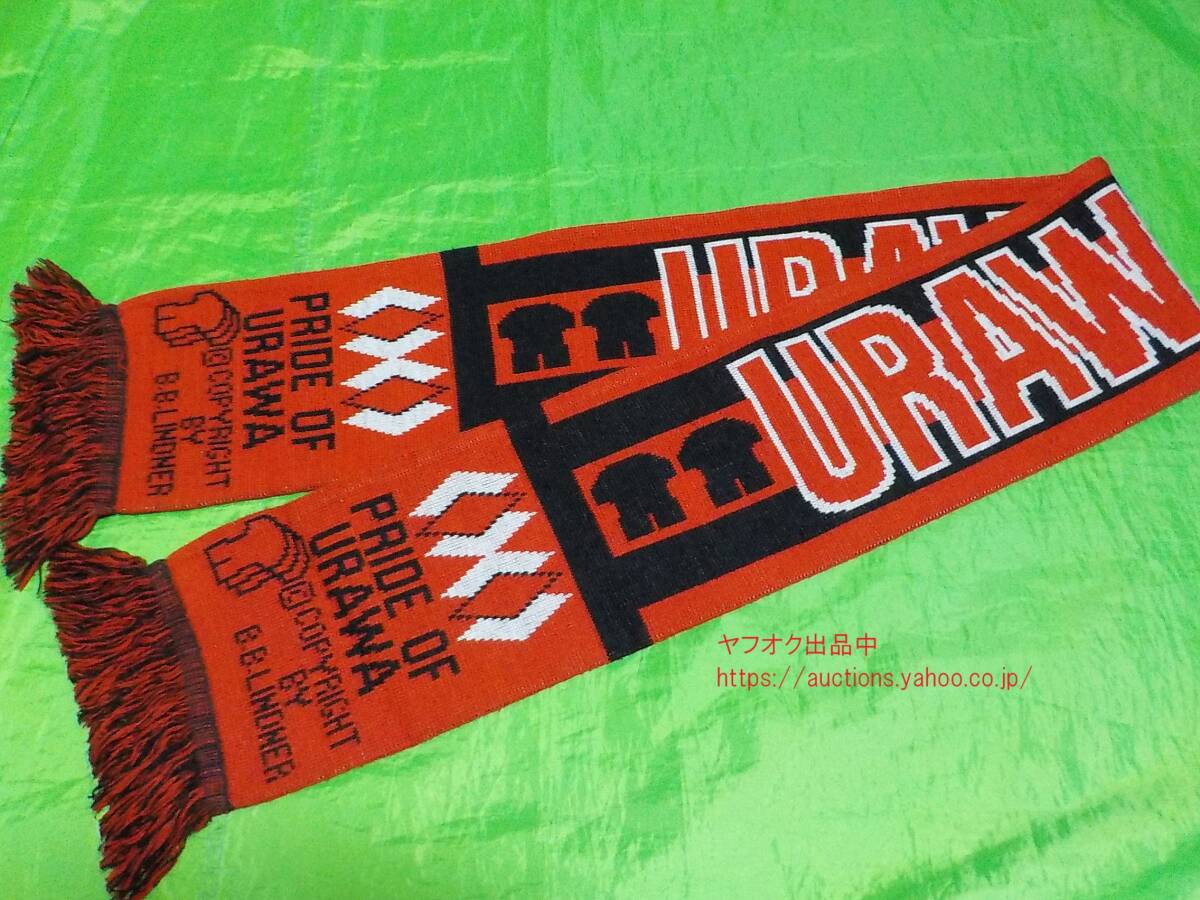 PRIDE OF
URAWA
©COPYRIGHT
BY
B.B.LINDNER
URAW
PRIDE OF
URAWA
©COPYRIGHT
BY
B.B.LINDNER
URAW
ヤフオク出品中
https://auctions.yahoo.co.jp/